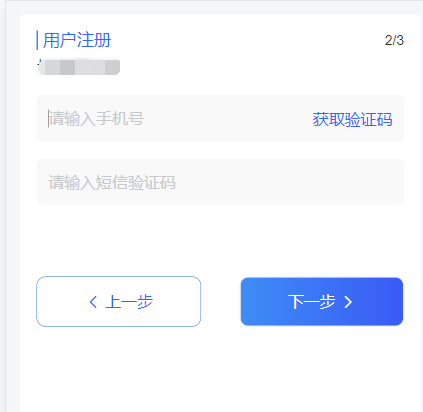 用户注册
2/3
请输入手机号 获取验证码
请输入短信验证码
上一步 下一步